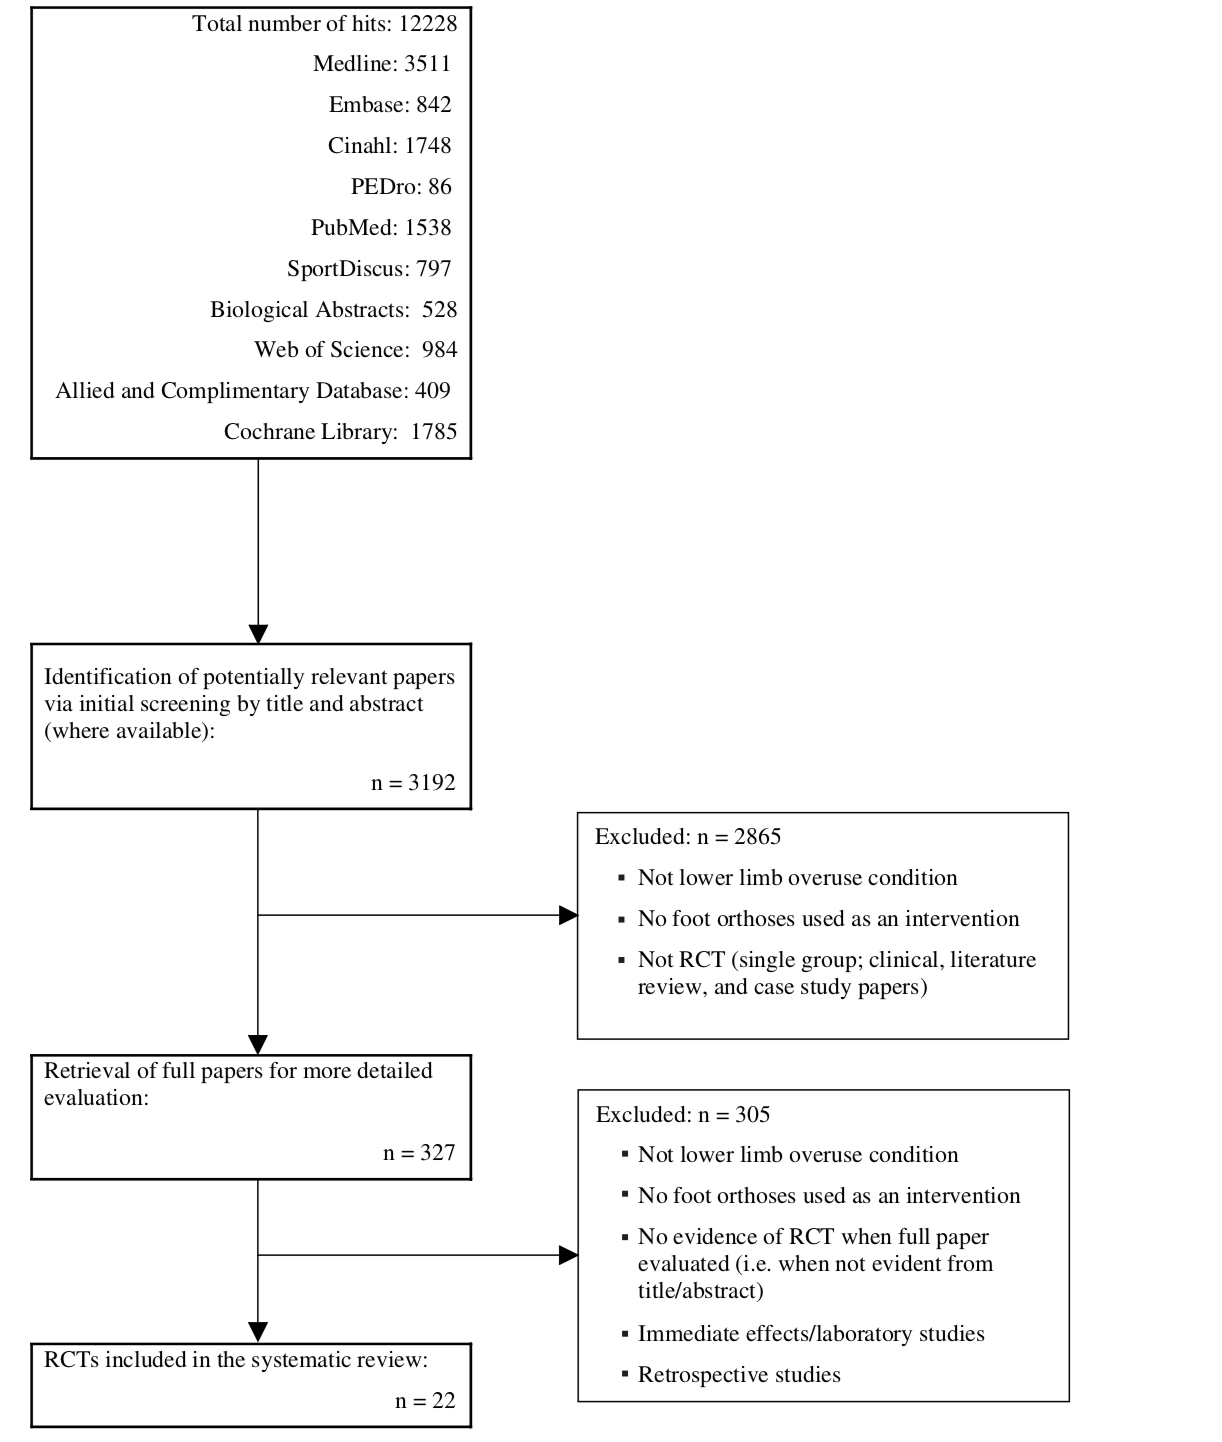 Total number of hits: 12228
Medline: 3511
Embase: 842
Cinahl: 1748
PEDro: 86
PubMed: 1538
SportDiscus: 797
Biological Abstracts: 528
Web of Science: 984
Allied and Complimentary Database: 409
Cochrane Library: 1785
Identification of potentially relevant papers
via initial screening by title and abstract
(where available):
n = 3192
Excluded: n = 2865
▪ Not lower limb overuse condition
▪ No foot orthoses used as an intervention
▪ Not RCT (single group; clinical, literature
review, and case study papers)
Retrieval of full papers for more detailed
evaluation:
n = 327
Excluded: n = 305
▪ Not lower limb overuse condition
▪ No foot orthoses used as an intervention
▪ No evidence of RCT when full paper
evaluated (i.e. when not evident from
title/abstract)
▪ Immediate effects/laboratory studies
▪ Retrospective studies
RCTs included in the systematic review:
n = 22